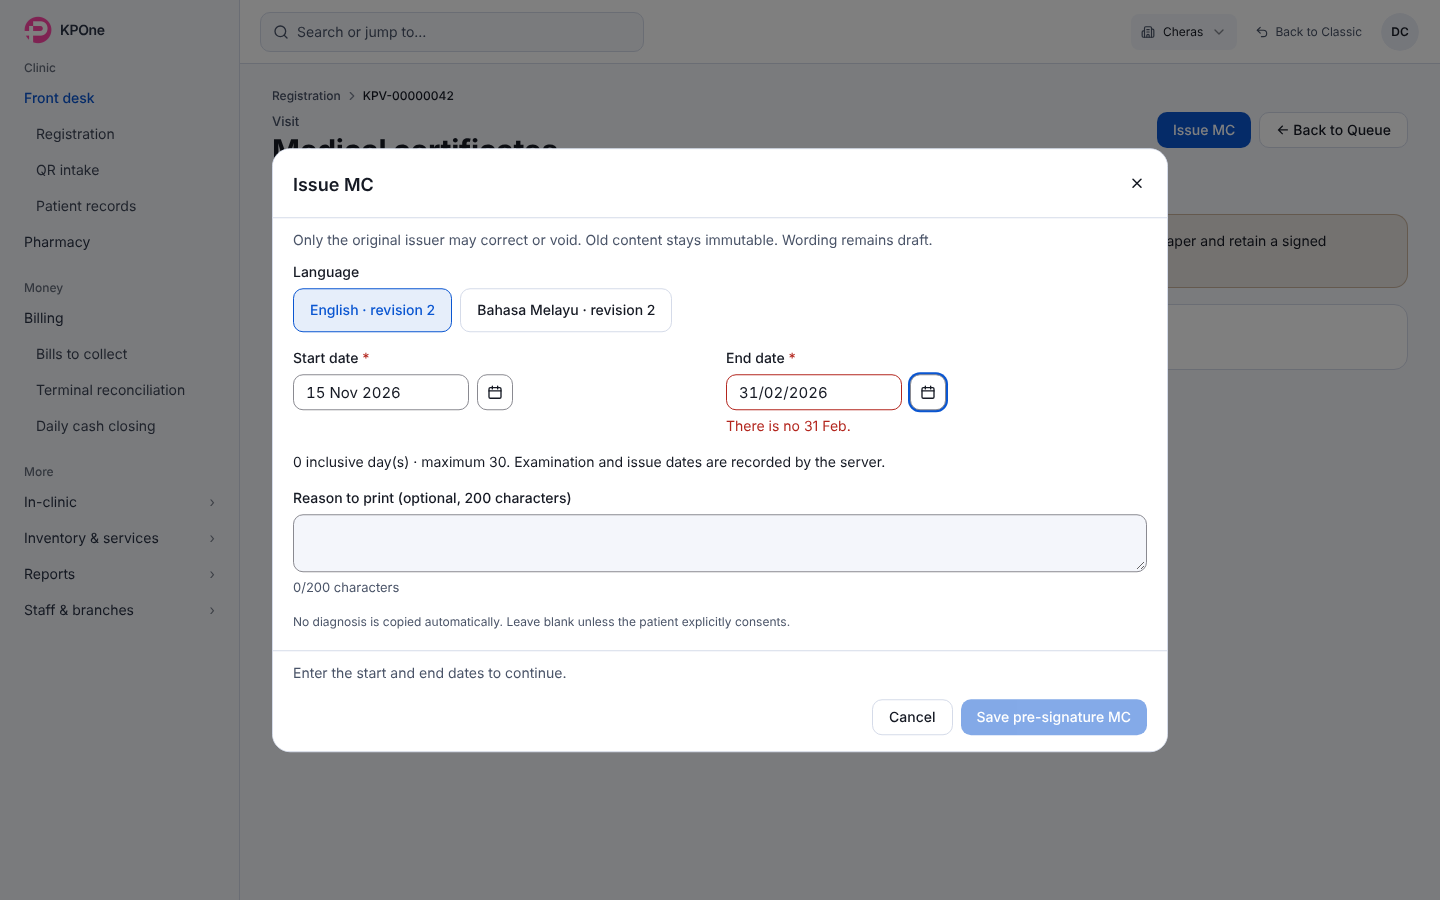 KPOne
Search or jump to...
Cheras
Back to Classic
DC
Clinic
Front desk
Registration
QR intake
Patient records
Pharmacy
Money
Billing
Bills to collect
Terminal reconciliation
Daily cash closing
More
In-clinic
Inventory & services
Reports
Staff & branches
Registration > KPV-00000042
Visit
Medical certificates
Issue MC
← Back to Queue
aper and retain a signed
Issue MC
Only the original issuer may correct or void. Old content stays immutable. Wording remains draft.
Language
English · revision 2
Bahasa Melayu · revision 2
Start date *
End date *
15 Nov 2026
31/02/2026
There is no 31 Feb.
0 inclusive day(s) · maximum 30. Examination and issue dates are recorded by the server.
Reason to print (optional, 200 characters)
0/200 characters
No diagnosis is copied automatically. Leave blank unless the patient explicitly consents.
Enter the start and end dates to continue.
Cancel
Save pre-signature MC